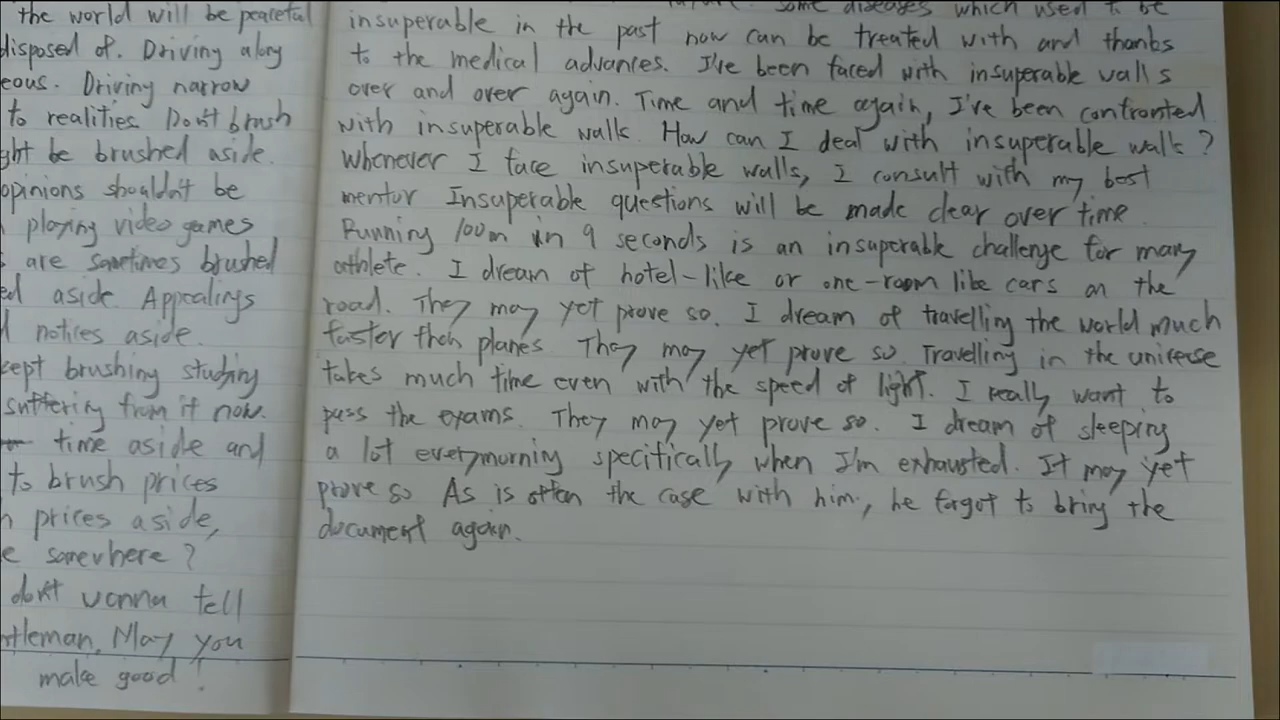 the world will be peaceful
disposed of. Driving along
eous. Driving narrow
to realities. Don't brush
ght be brushed aside.
opinions shouldn't be
playing video games
s are sometimes brushed
ed aside. Appealings
d notices aside.
cept brushing studying
suffering from it now.
time aside and
to brush prices
n prices aside,
e somewhere?
don't wanna tell
ntleman. May you
make good!
some diseases which used to be
insuperable in the past now can be treated with and thanks
to the medical advances. I've been faced with insuperable walls
over and over again. Time and time again, I've been confronted
with insuperable walls. How can I deal with insuperable walls?
Whenever I face insuperable walls, I consult with my best
mentor Insuperable questions will be made clear over time.
Running 100m in 9 seconds is an insuperable challenge for many
athlete. I dream of hotel-like or one-room like cars on the
road. They may yet prove so. I dream of travelling the world much
faster than planes. They may yet prove so. Travelling in the universe
takes much time even with the speed of light. I really want to
pass the exams. They may yet prove so. I dream of sleeping
a lot everymorning specifically when I'm exhausted. It may yet
prove so As is often the case with him, he forgot to bring the
document again.